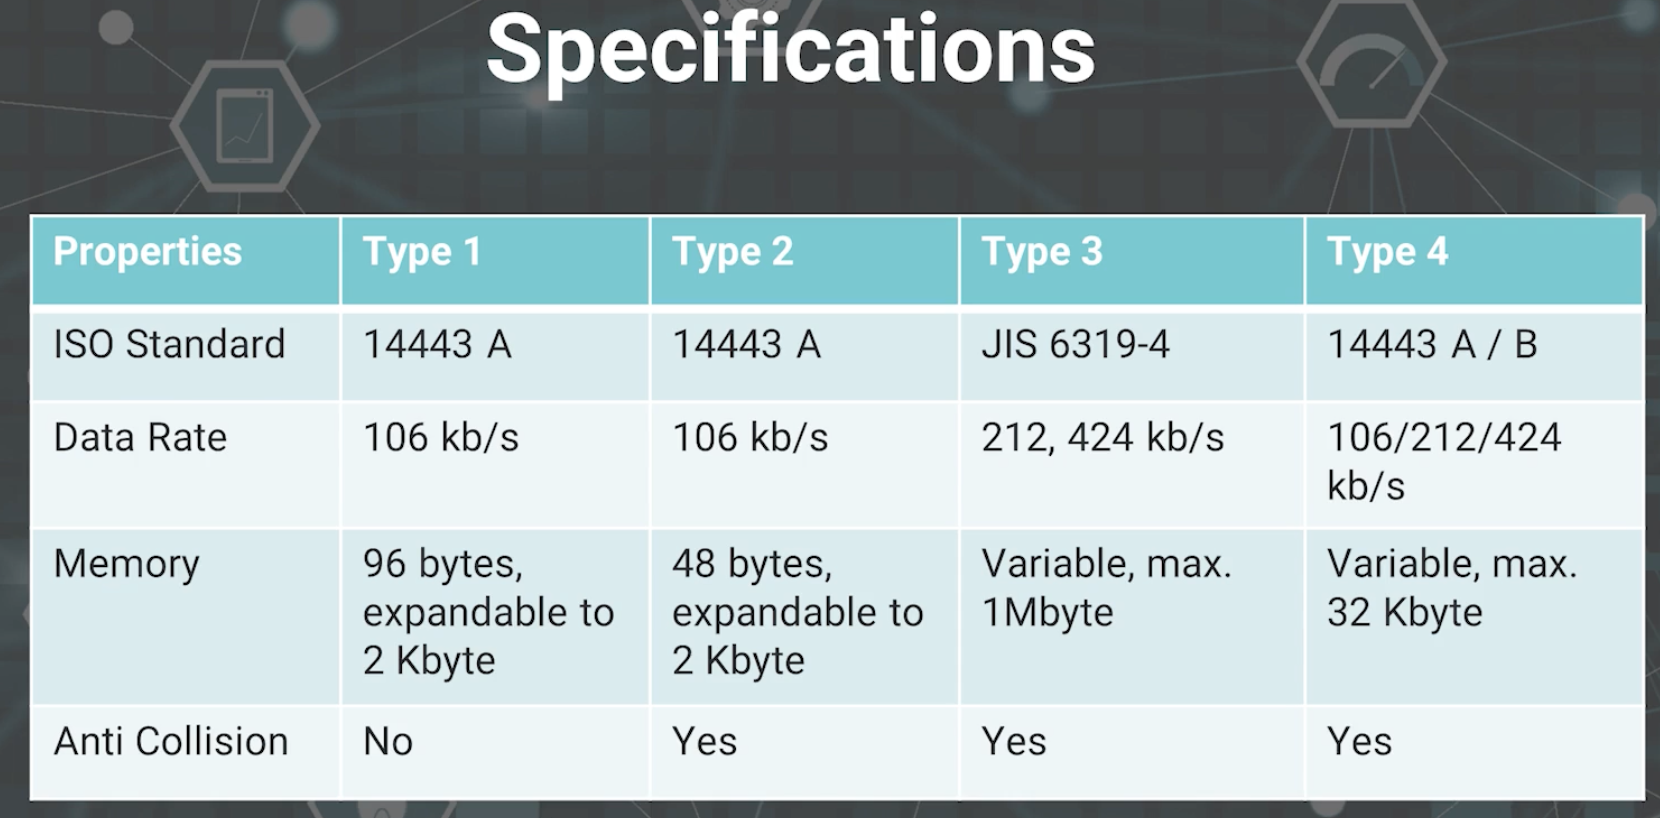 Specifications
Properties
Type 1
Type 2
Type 3
Type 4
ISO Standard
14443 A
14443 A
JIS 6319-4
14443 A / B
Data Rate
106 kb/s
106 kb/s
212, 424 kb/s
106/212/424
kb/s
Memory
96 bytes,
expandable to
2 Kbyte
48 bytes,
expandable to
2 Kbyte
Variable, max.
1Mbyte
Variable, max.
32 Kbyte
Anti Collision
No
Yes
Yes
Yes